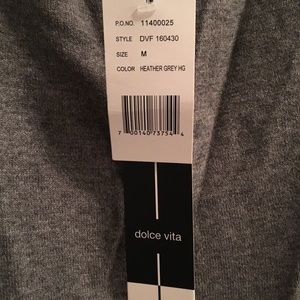 P.O.NO. 11400025
STYLE DVF 160430
SIZE M
COLOR HEATHER GREY HG
7 00140 73754 4
dolce vita